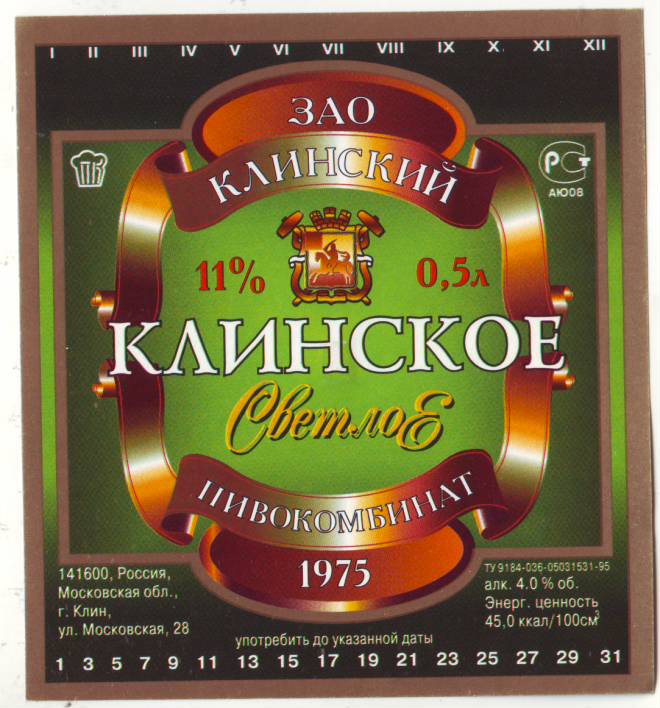 I II III IV V VI VII VIII IX X XI XII
ЗАО
КЛИНСКИЙ
ПК
РСТ
АЮ08
11% 0,5л
КЛИНСКОЕ
Светлое
ПИВОКОМБИНАТ
1975
141600, Россия,
Московская обл.,
г. Клин,
ул. Московская, 28
ТУ 9184-036-05031531-95
алк. 4.0 % об.
Энерг. ценность
45,0 ккал/100см³
употребить до указанной даты
1 3 5 7 9 11 13 15 17 19 21 23 25 27 29 31